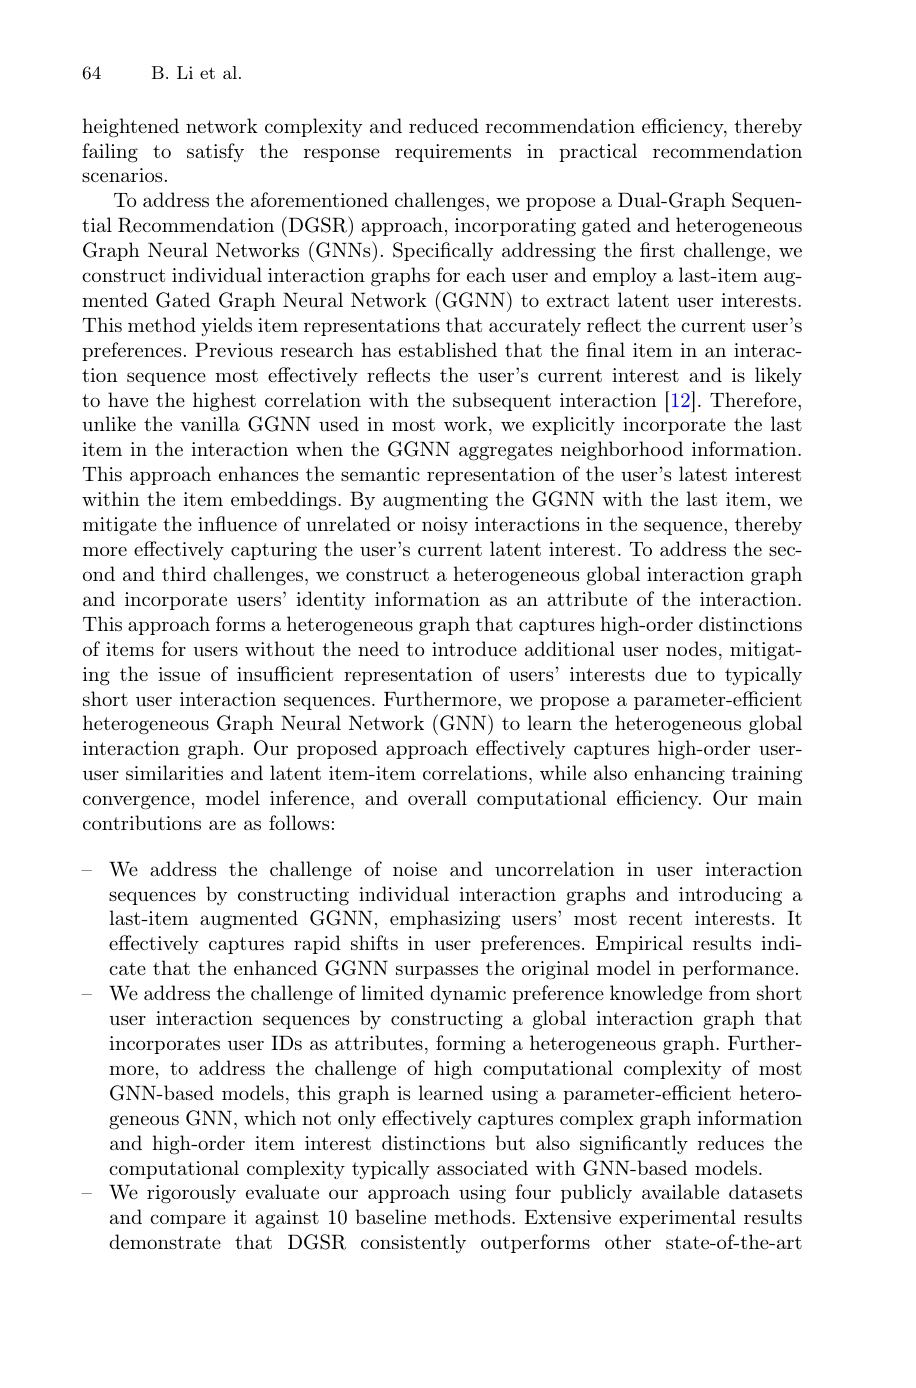 64 B. Li et al.
heightened network complexity and reduced recommendation efficiency, thereby
failing to satisfy the response requirements in practical recommendation
scenarios.
To address the aforementioned challenges, we propose a Dual-Graph Sequen-
tial Recommendation (DGSR) approach, incorporating gated and heterogeneous
Graph Neural Networks (GNNs). Specifically addressing the first challenge, we
construct individual interaction graphs for each user and employ a last-item aug-
mented Gated Graph Neural Network (GGNN) to extract latent user interests.
This method yields item representations that accurately reflect the current user's
preferences. Previous research has established that the final item in an interac-
tion sequence most effectively reflects the user's current interest and is likely
to have the highest correlation with the subsequent interaction [12]. Therefore,
unlike the vanilla GGNN used in most work, we explicitly incorporate the last
item in the interaction when the GGNN aggregates neighborhood information.
This approach enhances the semantic representation of the user's latest interest
within the item embeddings. By augmenting the GGNN with the last item, we
mitigate the influence of unrelated or noisy interactions in the sequence, thereby
more effectively capturing the user's current latent interest. To address the sec-
ond and third challenges, we construct a heterogeneous global interaction graph
and incorporate users' identity information as an attribute of the interaction.
This approach forms a heterogeneous graph that captures high-order distinctions
of items for users without the need to introduce additional user nodes, mitigat-
ing the issue of insufficient representation of users' interests due to typically
short user interaction sequences. Furthermore, we propose a parameter-efficient
heterogeneous Graph Neural Network (GNN) to learn the heterogeneous global
interaction graph. Our proposed approach effectively captures high-order user-
user similarities and latent item-item correlations, while also enhancing training
convergence, model inference, and overall computational efficiency. Our main
contributions are as follows:
– We address the challenge of noise and uncorrelation in user interaction
sequences by constructing individual interaction graphs and introducing a
last-item augmented GGNN, emphasizing users' most recent interests. It
effectively captures rapid shifts in user preferences. Empirical results indi-
cate that the enhanced GGNN surpasses the original model in performance.
– We address the challenge of limited dynamic preference knowledge from short
user interaction sequences by constructing a global interaction graph that
incorporates user IDs as attributes, forming a heterogeneous graph. Further-
more, to address the challenge of high computational complexity of most
GNN-based models, this graph is learned using a parameter-efficient hetero-
geneous GNN, which not only effectively captures complex graph information
and high-order item interest distinctions but also significantly reduces the
computational complexity typically associated with GNN-based models.
– We rigorously evaluate our approach using four publicly available datasets
and compare it against 10 baseline methods. Extensive experimental results
demonstrate that DGSR consistently outperforms other state-of-the-art